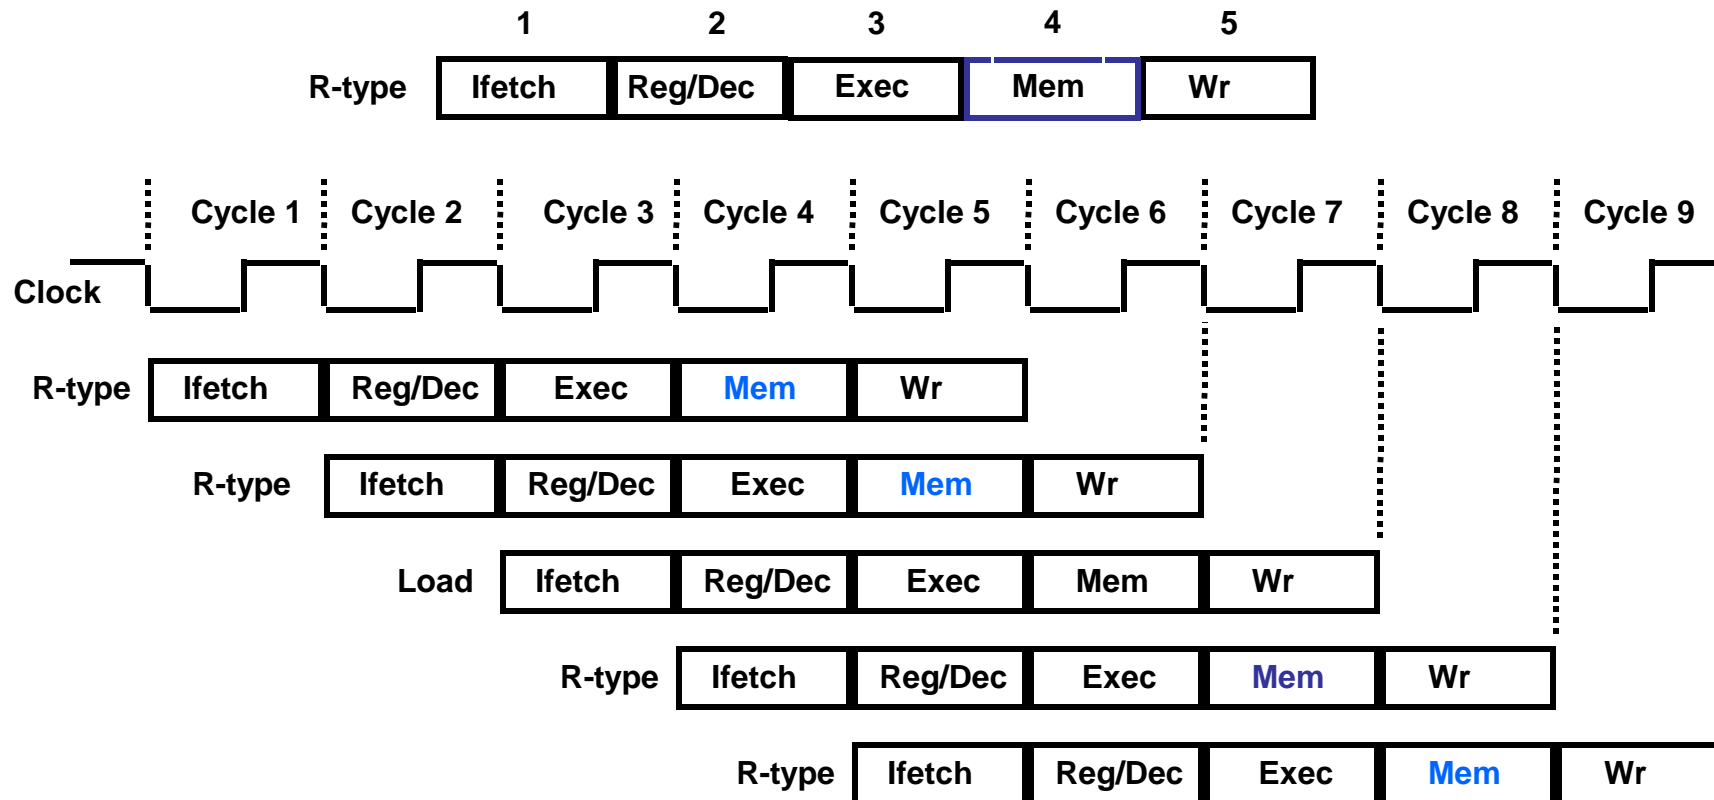 1 2 3 4 5
R-type Ifetch Reg/Dec Exec Mem Wr
Cycle 1 Cycle 2 Cycle 3 Cycle 4 Cycle 5 Cycle 6 Cycle 7 Cycle 8 Cycle 9
Clock
R-type Ifetch Reg/Dec Exec Mem Wr
R-type Ifetch Reg/Dec Exec Mem Wr
Load Ifetch Reg/Dec Exec Mem Wr
R-type Ifetch Reg/Dec Exec Mem Wr
R-type Ifetch Reg/Dec Exec Mem Wr